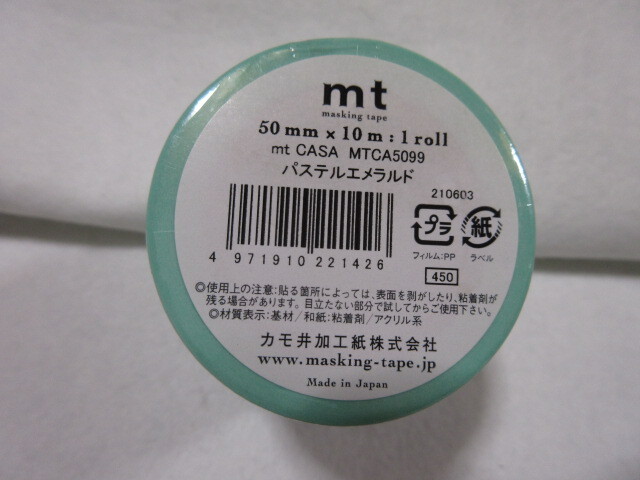 mt
masking tape
50mm×10m:1roll
mt CASA MTCA5099
パステルエメラルド
210603
プラ 紙
フィルム:PP ラベル
4 971910 221426
450
◎使用上の注意:貼る箇所によっては、表面を剥がしたり、粘着剤が
残る場合があります。目立たない部分で試してからご使用下さい。
◎材質表示:基材/和紙:粘着剤/アクリル系
カモ井加工紙株式会社
www.masking-tape.jp
Made in Japan